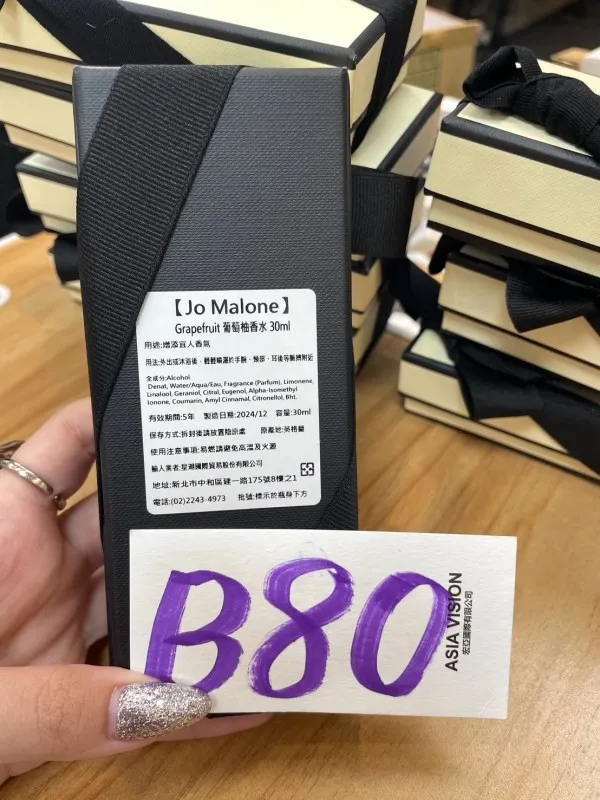 【Jo Malone】
Grapefruit 葡萄柚香水 30ml
用途:增添宜人香氣
用法:外出或沐浴後，輕輕噴灑於手腕、頸部、耳後等脈搏附近
全成分:Alcohol
Denat, Water/Aqua/Eau, Fragrance (Parfum), Limonene,
Linalool, Geraniol, Citral, Eugenol, Alpha-Isomethyl
Ionone, Coumarin, Amyl Cinnamal, Citronellol, Bht.
有效期間:5年 製造日期:2024/12 容量:30ml
保存方式:拆封後請放置陰涼處 原產地:英格蘭
使用注意事項:易燃請避免高溫及火源
輸入業者:星潮國際貿易股份有限公司
地址:新北市中和區建一路175號8樓之1
電話:(02)2243-4973 批號:標示於瓶身下方
B80
ASIA VISION
宏亞國際有限公司